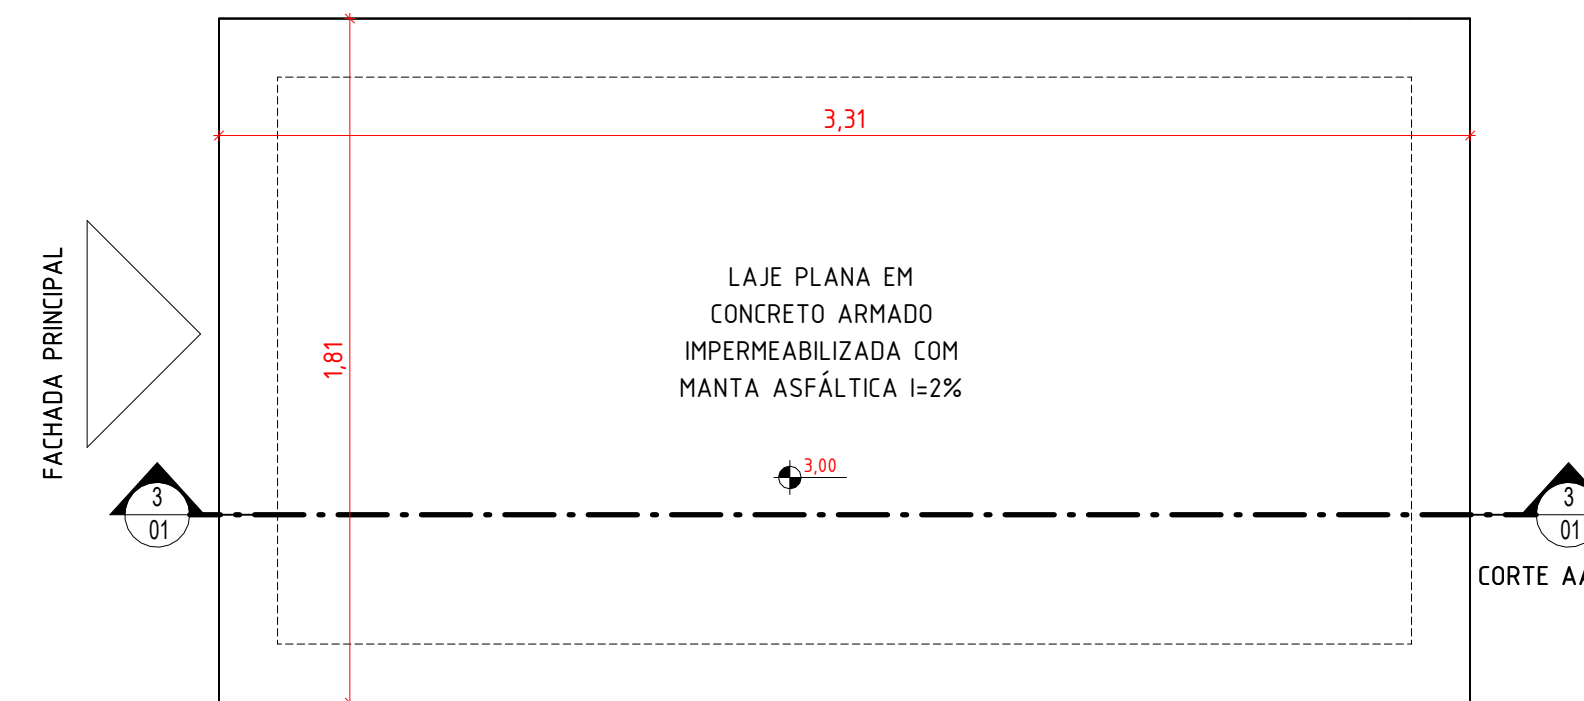 3,31
FACHADA PRINCIPAL
1,81
LAJE PLANA EM
CONCRETO ARMADO
IMPERMEABILIZADA COM
MANTA ASFÁLTICA I=2%
3,00
3
01
3
01
CORTE AA